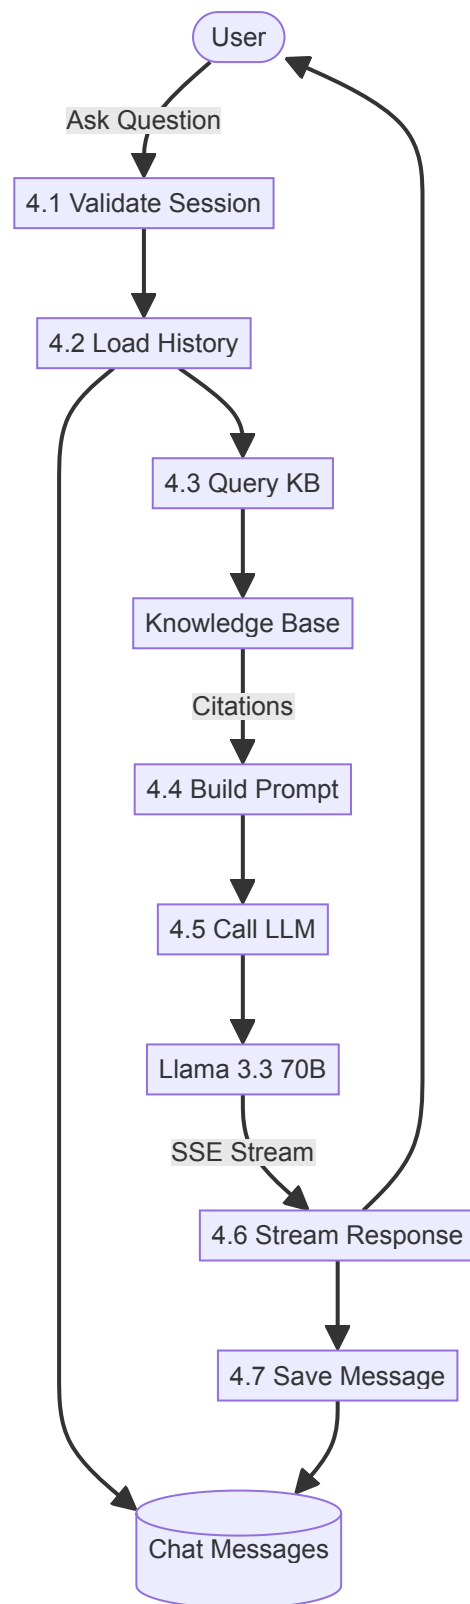 User
Ask Question
4.1 Validate Session
4.2 Load History
4.3 Query KB
Knowledge Base
Citations
4.4 Build Prompt
4.5 Call LLM
Llama 3.3 70B
SSE Stream
4.6 Stream Response
4.7 Save Message
Chat Messages